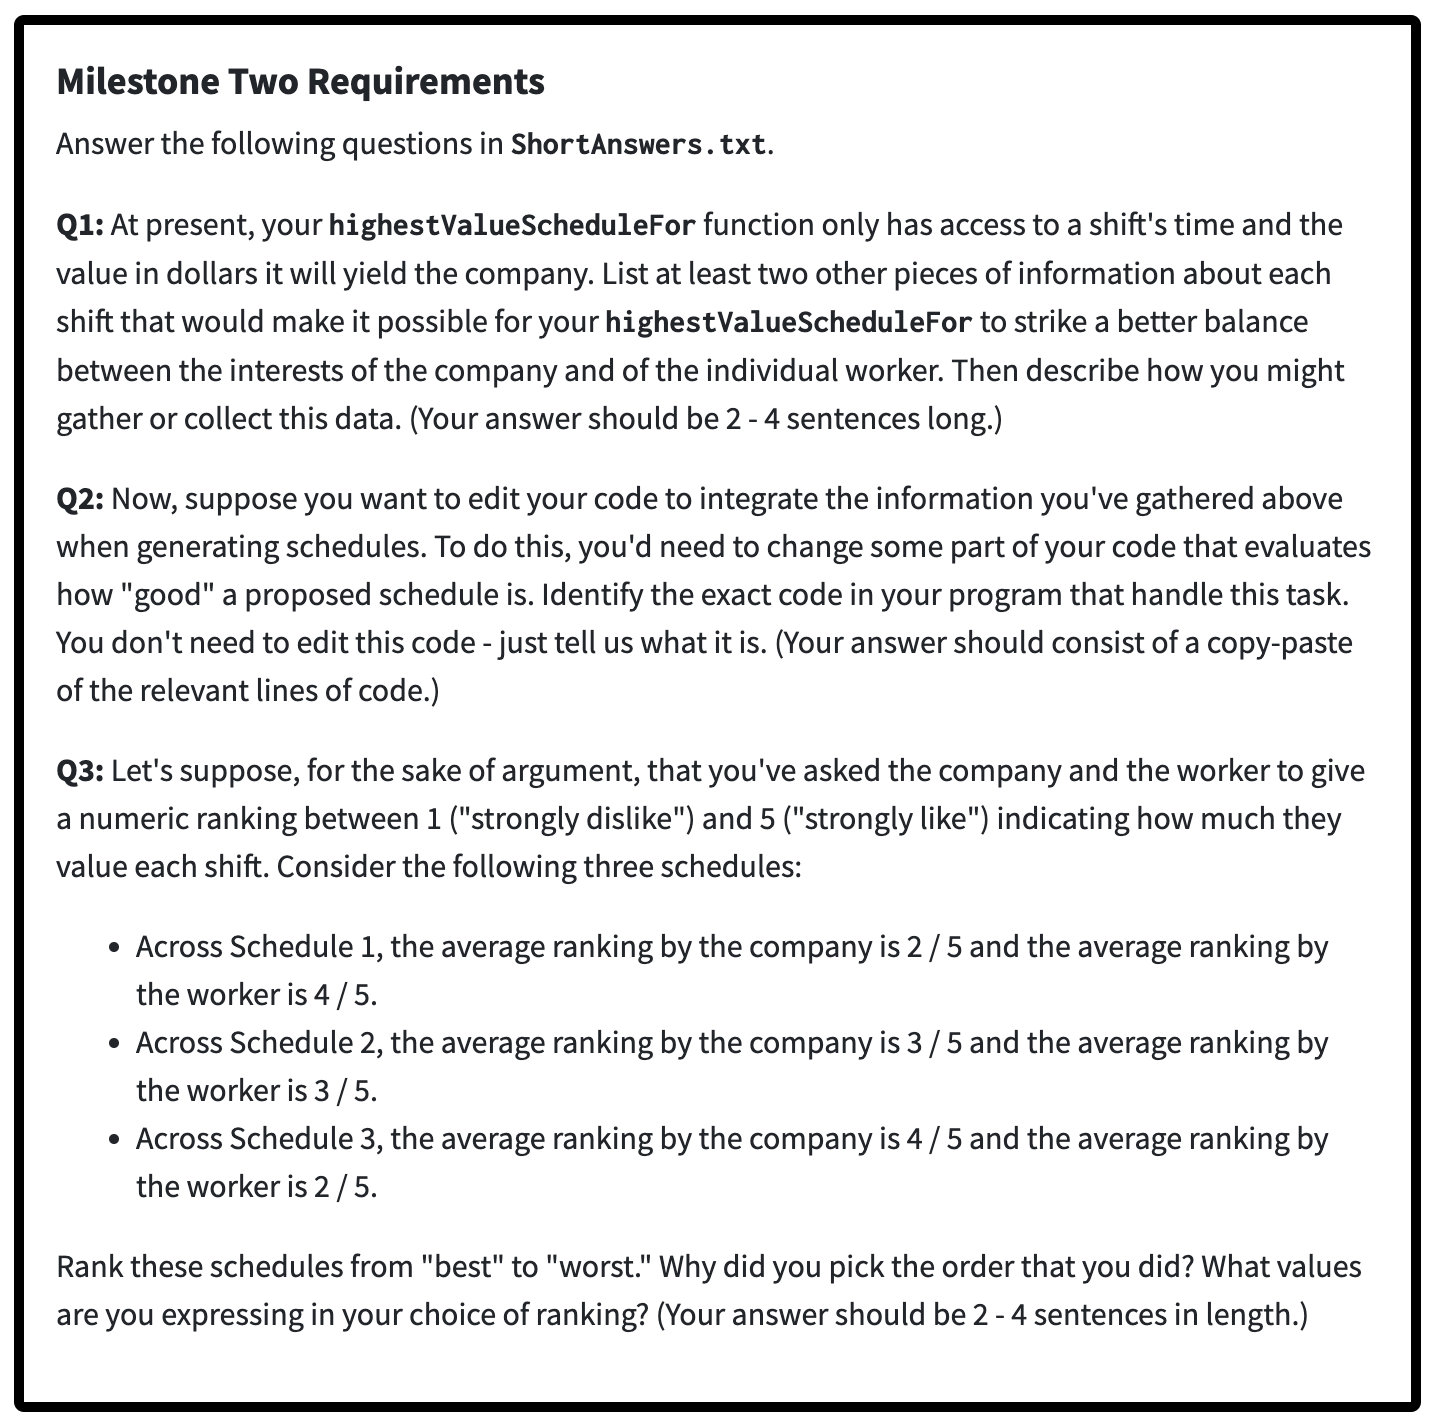 Milestone Two Requirements
Answer the following questions in ShortAnswers.txt.
Q1: At present, your highestValueScheduleFor function only has access to a shift's time and the
value in dollars it will yield the company. List at least two other pieces of information about each
shift that would make it possible for your highestValueScheduleFor to strike a better balance
between the interests of the company and of the individual worker. Then describe how you might
gather or collect this data. (Your answer should be 2 - 4 sentences long.)
Q2: Now, suppose you want to edit your code to integrate the information you've gathered above
when generating schedules. To do this, you'd need to change some part of your code that evaluates
how "good" a proposed schedule is. Identify the exact code in your program that handle this task.
You don't need to edit this code - just tell us what it is. (Your answer should consist of a copy-paste
of the relevant lines of code.)
Q3: Let's suppose, for the sake of argument, that you've asked the company and the worker to give
a numeric ranking between 1 ("strongly dislike") and 5 ("strongly like") indicating how much they
value each shift. Consider the following three schedules:
• Across Schedule 1, the average ranking by the company is 2 / 5 and the average ranking by
the worker is 4 / 5.
• Across Schedule 2, the average ranking by the company is 3 / 5 and the average ranking by
the worker is 3 / 5.
• Across Schedule 3, the average ranking by the company is 4 / 5 and the average ranking by
the worker is 2 / 5.
Rank these schedules from "best" to "worst." Why did you pick the order that you did? What values
are you expressing in your choice of ranking? (Your answer should be 2 - 4 sentences in length.)